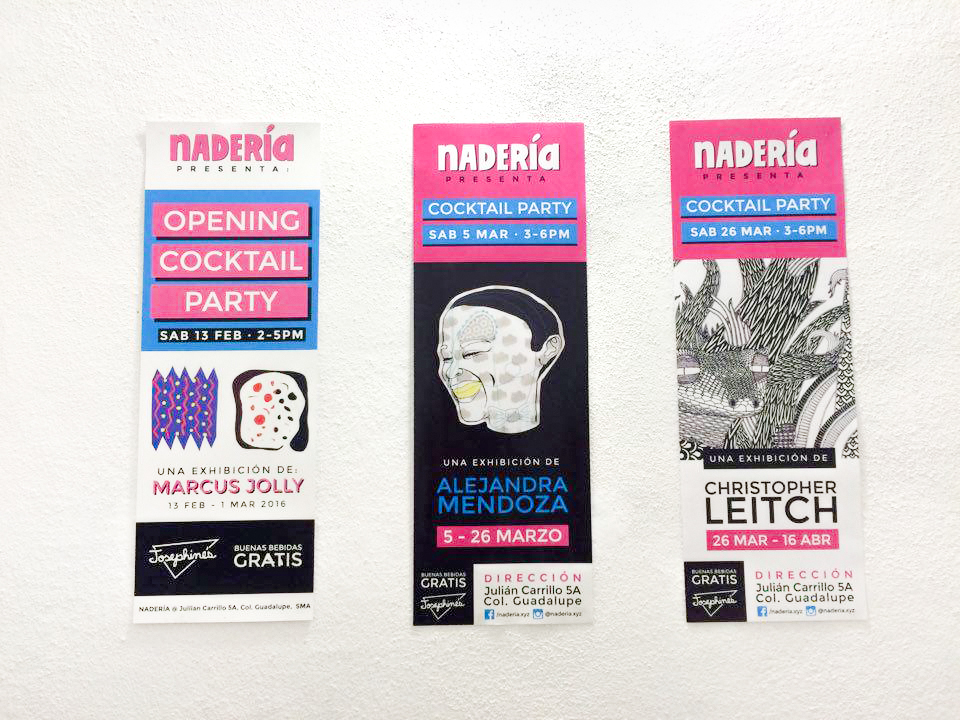 NADERÍA
PRESENTA:
OPENING
COCKTAIL
PARTY
SAB 13 FEB · 2-5PM
UNA EXHIBICIÓN DE:
MARCUS JOLLY
13 FEB - 1 MAR 2016
Josephine's
BUENAS BEBIDAS
GRATIS
NADERÍA @ Jullian Carrillo 5A, Col. Guadalupe, SMA
NADERÍA
PRESENTA
COCKTAIL PARTY
SAB 5 MAR · 3-6PM
UNA EXHIBICIÓN DE
ALEJANDRA
MENDOZA
5 - 26 MARZO
BUENAS BEBIDAS
GRATIS
Josephine's
DIRECCIÓN
Julián Carrillo 5A
Col. Guadalupe
/naderia.xyz @naderia.xyz
NADERÍA
PRESENTA
COCKTAIL PARTY
SAB 26 MAR · 3-6PM
UNA EXHIBICIÓN DE
CHRISTOPHER
LEITCH
26 MAR - 16 ABR
BUENAS BEBIDAS
GRATIS
Josephine's
DIRECCIÓN
Julián Carrillo 5A
Col. Guadalupe
/naderia.xyz @naderia.xyz